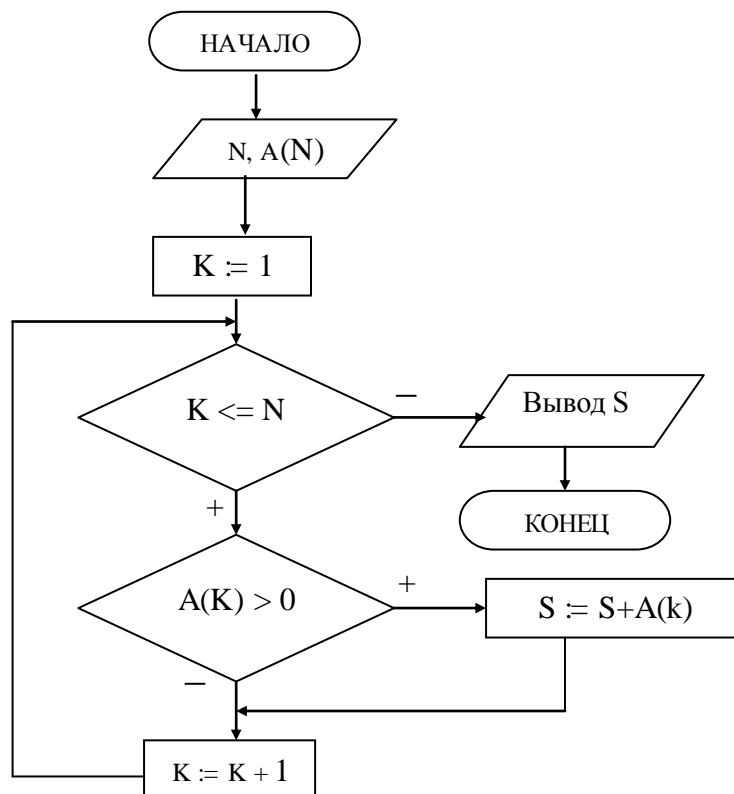 НАЧАЛО
N, A(N)
K := 1
K <= N
–
Вывод S
+
КОНЕЦ
A(K) > 0
+
S := S+A(k)
–
K := K + 1